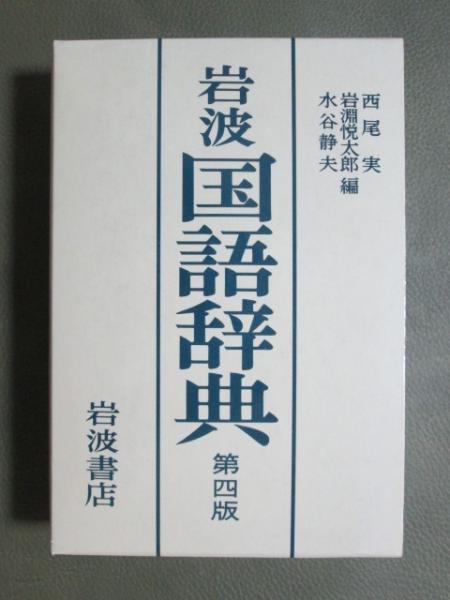 西尾実
岩淵悦太郎 編
水谷静夫
岩波
国語辞典
第四版
岩波書店